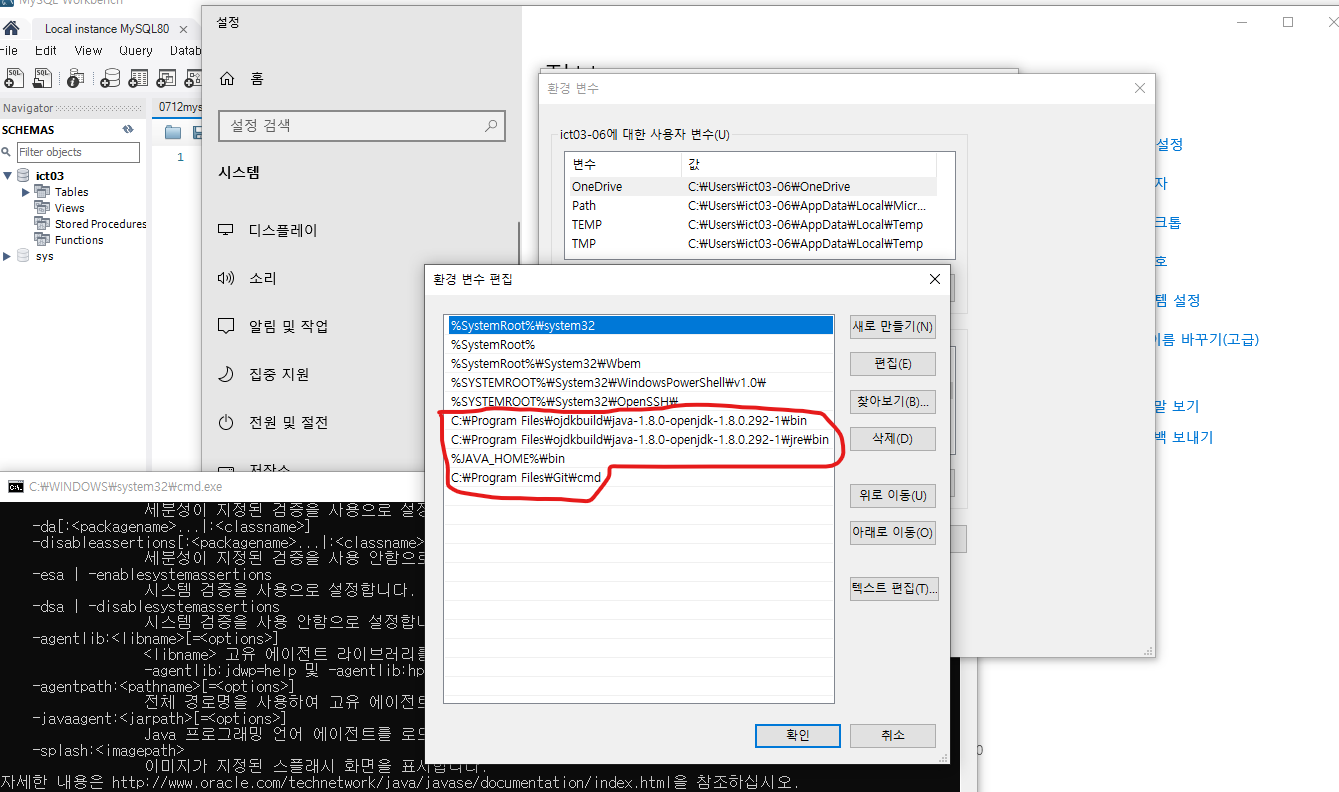 MySQL Workbench
Local instance MySQL80
File Edit View Query Datab
Navigator
SCHEMAS
Filter objects
ict03
Tables
Views
Stored Procedures
Functions
sys
0712mys
1
설정
홈
설정 검색
시스템
디스플레이
소리
알림 및 작업
집중 지원
전원 및 절전
저장소
환경 변수
ict03-06에 대한 사용자 변수(U)
변수 값
OneDrive C:₩Users₩ict03-06₩OneDrive
Path C:₩Users₩ict03-06₩AppData₩Local₩Micr...
TEMP C:₩Users₩ict03-06₩AppData₩Local₩Temp
TMP C:₩Users₩ict03-06₩AppData₩Local₩Temp
설정
자
크톱
호
템 설정
이름 바꾸기(고급)
말 보기
백 보내기
환경 변수 편집
%SystemRoot%₩system32
%SystemRoot%
%SystemRoot%₩System32₩Wbem
%SYSTEMROOT%₩System32₩WindowsPowerShell₩v1.0₩
%SYSTEMROOT%₩System32₩OpenSSH₩
C:₩Program Files₩ojdkbuild₩java-1.8.0-openjdk-1.8.0.292-1₩bin
C:₩Program Files₩ojdkbuild₩java-1.8.0-openjdk-1.8.0.292-1₩jre₩bin
%JAVA_HOME%₩bin
C:₩Program Files₩Git₩cmd
새로 만들기(N)
편집(E)
찾아보기(B)...
삭제(D)
위로 이동(U)
아래로 이동(O)
텍스트 편집(T)...
확인
취소
C:₩WINDOWS₩system32₩cmd.exe
세분성이 지정된 검증을 사용으로 설정
-da[:<packagename>...|:<classname>]
-disableassertions[:<packagename>...|:<classname>
세분성이 지정된 검증을 사용 안함으로
-esa | -enablesystemassertions
시스템 검증을 사용으로 설정합니다.
-dsa | -disablesystemassertions
시스템 검증을 사용 안함으로 설정합니
-agentlib:<libname>[=<options>]
<libname> 고유 에이전트 라이브러리를
-agentlib:jdwp=help 및 -agentlib:hp
-agentpath:<pathname>[=<options>]
전체 경로명을 사용하여 고유 에이전트
-javaagent:<jarpath>[=<options>]
Java 프로그래밍 언어 에이전트를 로드
-splash:<imagepath>
이미지가 지정된 스플래시 화면을 표시합니다.
자세한 내용은 http://www.oracle.com/technetwork/java/javase/documentation/index.html을 참조하십시오.